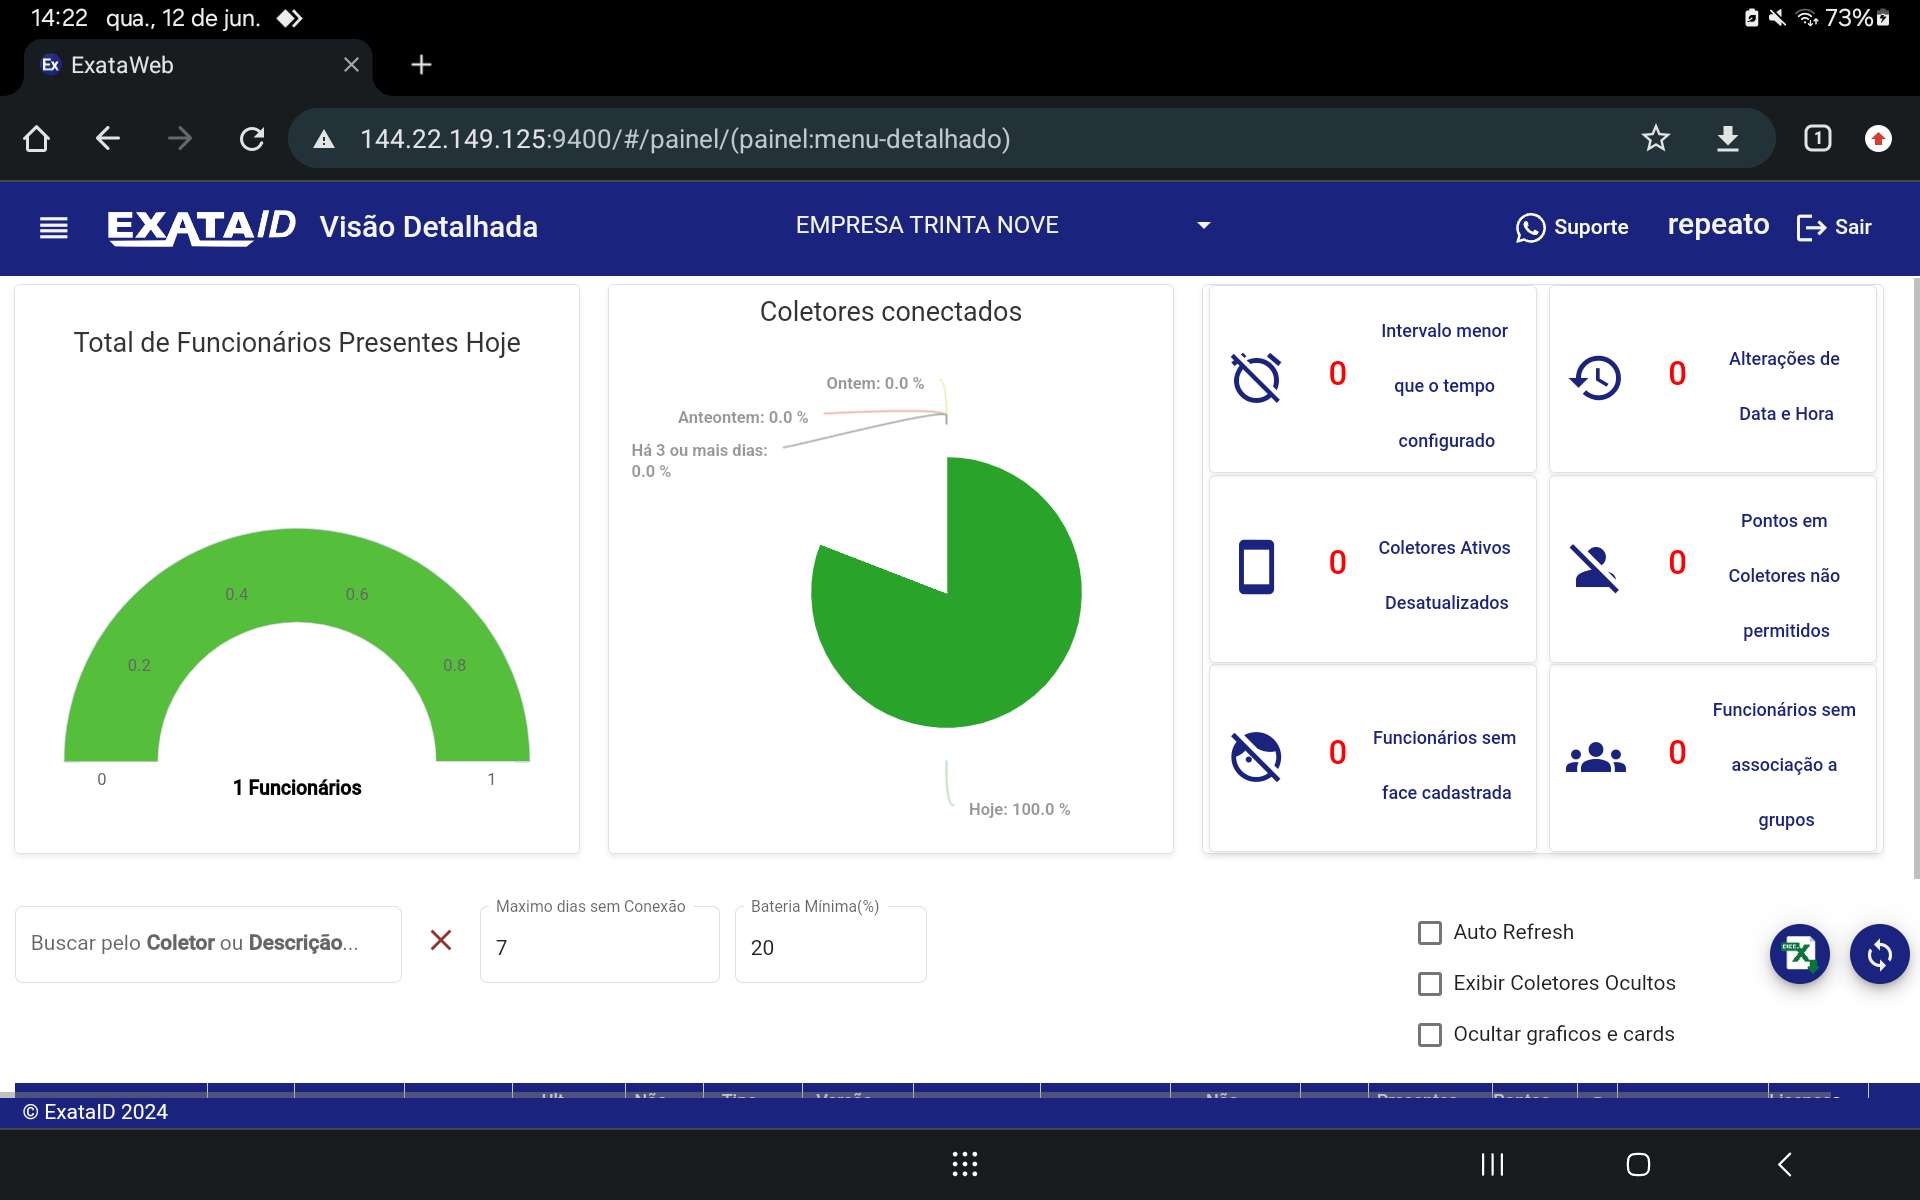 14:22 qua., 12 de jun. 73%
Ex ExataWeb
144.22.149.125:9400/#/painel/(painel:menu-detalhado) 1
EXATAID Visão Detalhada EMPRESA TRINTA NOVE Suporte repeato Sair
Total de Funcionários Presentes Hoje
0.4 0.6
0.2 0.8
0 1
1 Funcionários
Coletores conectados
Ontem: 0.0 %
Anteontem: 0.0 %
Há 3 ou mais dias:
0.0 %
Hoje: 100.0 %
0 Intervalo menor
que o tempo
configurado
0 Alterações de
Data e Hora
0 Coletores Ativos
Desatualizados
0 Pontos em
Coletores não
permitidos
0 Funcionários sem
face cadastrada
0 Funcionários sem
associação a
grupos
Buscar pelo Coletor ou Descrição...
Maximo dias sem Conexão
7
Bateria Mínima(%)
20
Auto Refresh
Exibir Coletores Ocultos
Ocultar graficos e cards
© ExataID 2024